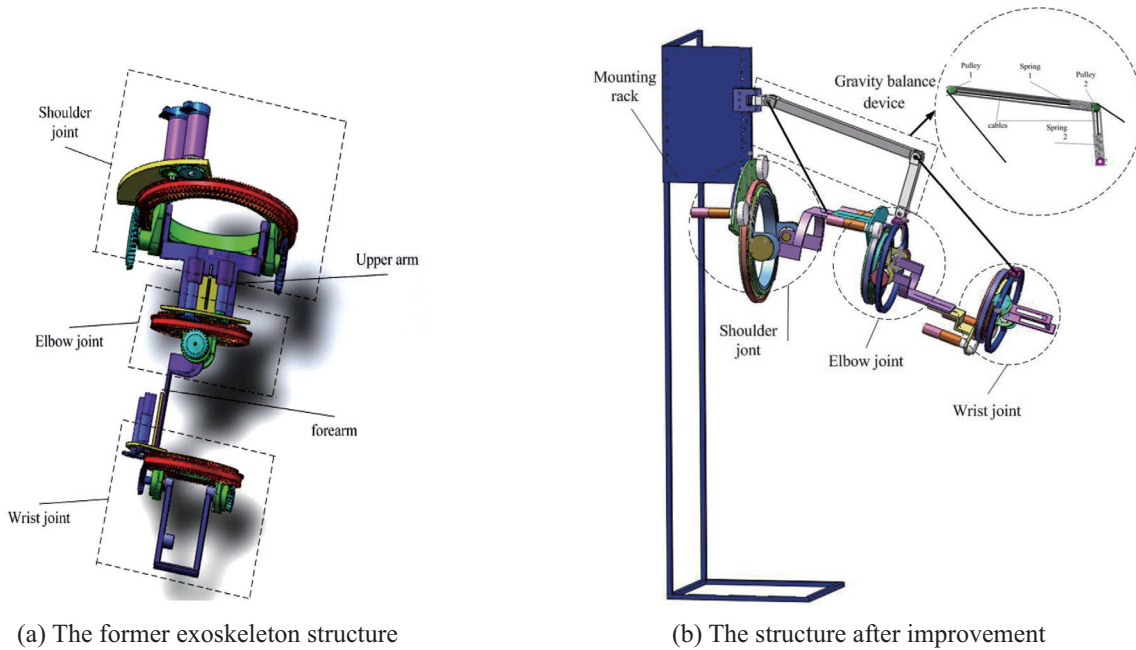 Shoulder
joint
Upper arm
Elbow joint
forearm
Wrist joint
(a) The former exoskeleton structure
Mounting
rack
Gravity balance
device
Pulley
1
Spring
1
Pulley
2
cables
Spring
2
Shoulder
jont
Elbow joint
Wrist joint
(b) The structure after improvement